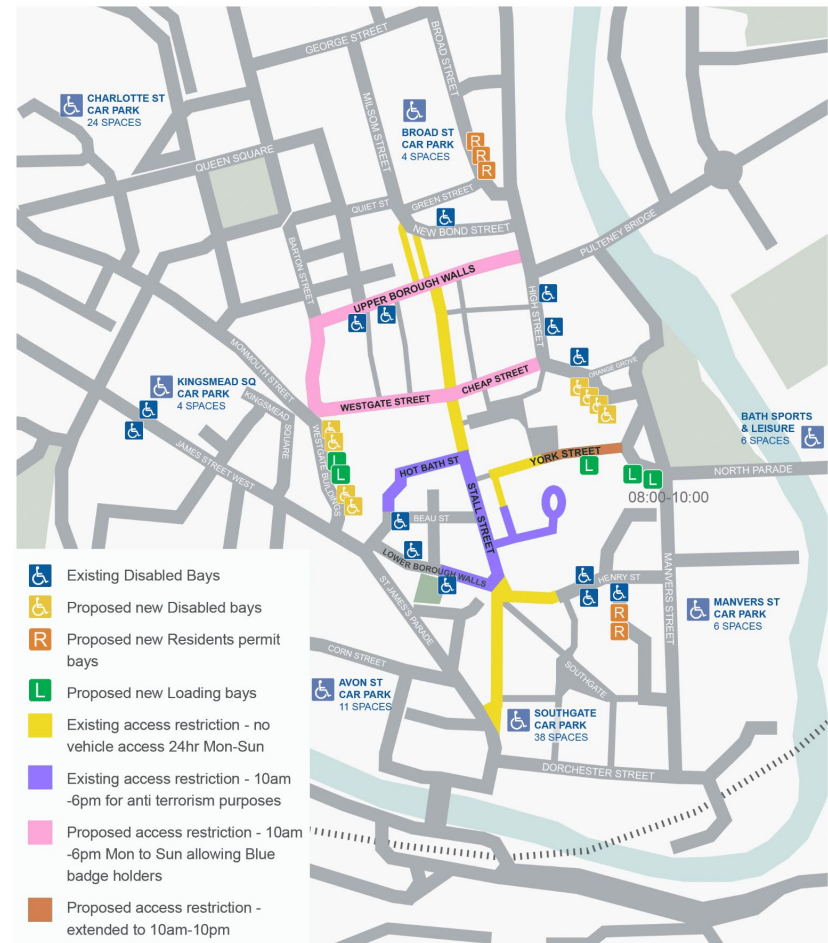 GEORGE STREET
BROAD STREET
MILSOM STREET
CHARLOTTE ST
CAR PARK
24 SPACES
BROAD ST
CAR PARK
4 SPACES
R
R
R
QUEEN SQUARE
QUIET ST
GREEN STREET
NEW BOND STREET
PULTENEY BRIDGE
BARTON STREET
UPPER BOROUGH WALLS
HIGH STREET
MONMOUTH STREET
ORANGE GROVE
CHEAP STREET
KINGSMEAD SQ
CAR PARK
4 SPACES
KINGSMEAD
SQUARE
WESTGATE STREET
BATH SPORTS
& LEISURE
6 SPACES
WESTGATE BUILDINGS
L
L
JAMES STREET WEST
HOT BATH ST
STALL STREET
YORK STREET
L
L
L
NORTH PARADE
08:00-10:00
BEAU ST
LOWER BOROUGH WALLS
HENRY ST
MANVERS STREET
R
R
MANVERS ST
CAR PARK
6 SPACES
ST JAMES'S PARADE
CORN STREET
SOUTHGATE
AVON ST
CAR PARK
11 SPACES
SOUTHGATE
CAR PARK
38 SPACES
DORCHESTER STREET
Existing Disabled Bays
Proposed new Disabled bays
R
Proposed new Residents permit
bays
L
Proposed new Loading bays
Existing access restriction - no
vehicle access 24hr Mon-Sun
Existing access restriction - 10am
-6pm for anti terrorism purposes
Proposed access restriction - 10am
-6pm Mon to Sun allowing Blue
badge holders
Proposed access restriction -
extended to 10am-10pm